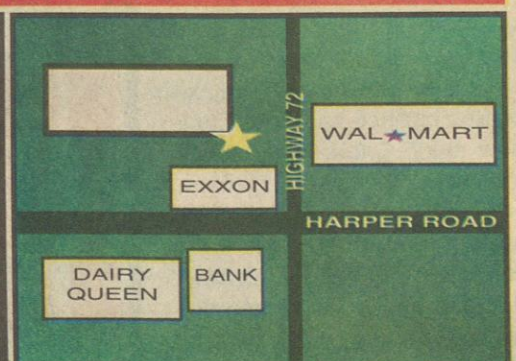 HIGHWAY 72
WAL★MART
EXXON
HARPER ROAD
DAIRY
QUEEN
BANK